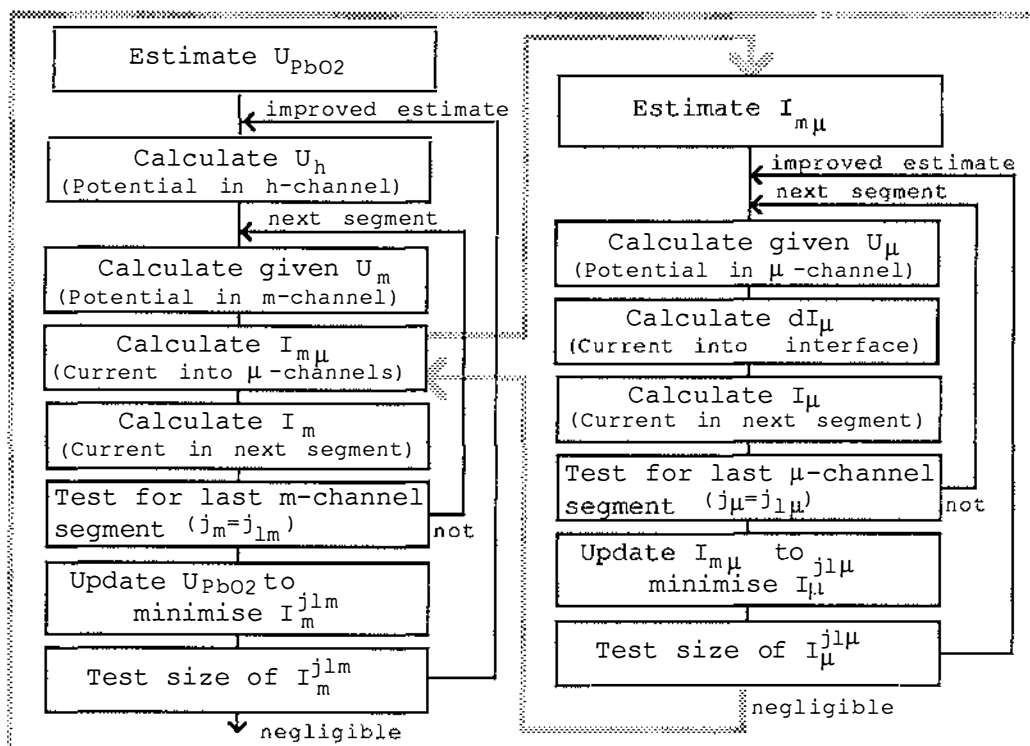 Estimate U_PbO2
improved estimate
Calculate U_h
(Potential in h-channel)
next segment
Calculate given U_m
(Potential in m-channel)
Calculate I_mμ
(Current into μ-channels)
Calculate I_m
(Current in next segment)
Test for last m-channel
segment (j_m=j_lm)
not
Update U_PbO2 to
minimise I_m^jlm
Test size of I_m^jlm
negligible
Estimate I_mμ
improved estimate
next segment
Calculate given U_μ
(Potential in μ-channel)
Calculate dI_μ
(Current into interface)
Calculate I_μ
(Current in next segment)
Test for last μ-channel
segment (jμ=j_lμ)
not
Update I_mμ to
minimise I_μ^jlμ
Test size of I_μ^jlμ
negligible